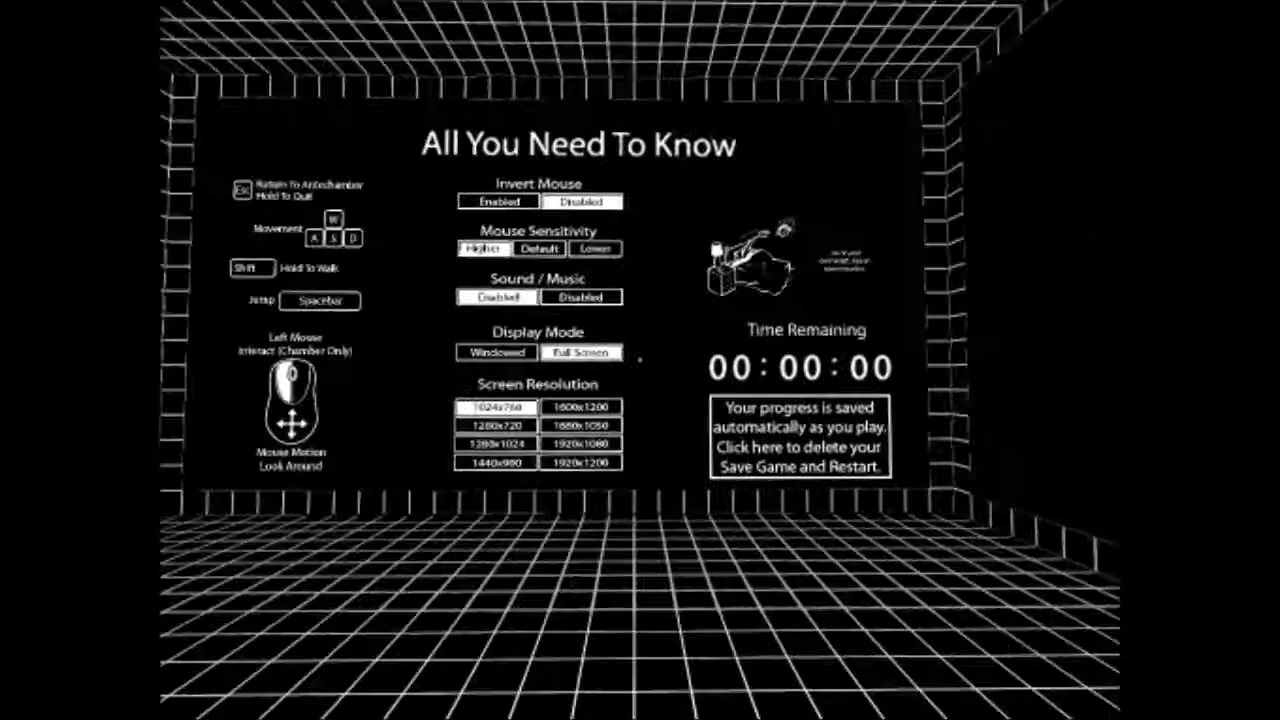 All You Need To Know
Esc
Return To Antechamber
Hold To Quit
Movement
W
A S D
Shift
Hold To Walk
Jump
Spacebar
Left Mouse
Interact (Chamber Only)
Mouse Motion
Look Around
Invert Mouse
Enabled Disabled
Mouse Sensitivity
Higher Default Lower
Sound / Music
Enabled Disabled
Display Mode
Windowed Full Screen
Screen Resolution
1024x768 1600x1200
1280x720 1680x1050
1280x1024 1920x1080
1440x960 1920x1200
Time Remaining
00:00:00
Your progress is saved
automatically as you play.
Click here to delete your
Save Game and Restart.